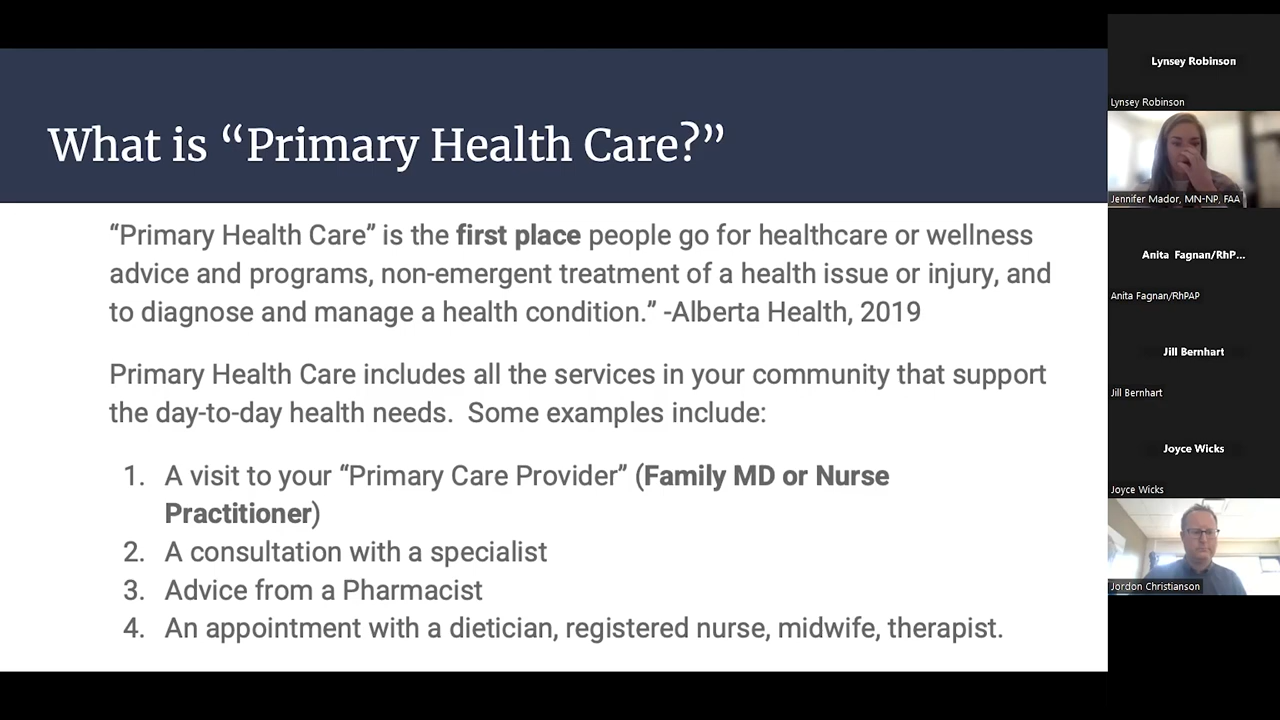 What is “Primary Health Care?”
“Primary Health Care” is the first place people go for healthcare or wellness
advice and programs, non-emergent treatment of a health issue or injury, and
to diagnose and manage a health condition.” -Alberta Health, 2019
Primary Health Care includes all the services in your community that support
the day-to-day health needs.  Some examples include:
1. A visit to your “Primary Care Provider” (Family MD or Nurse
Practitioner)
2. A consultation with a specialist
3. Advice from a Pharmacist
4. An appointment with a dietician, registered nurse, midwife, therapist.
Lynsey Robinson
Lynsey Robinson
Jennifer Mador, MN-NP, FAA
Anita Fagnan/RhP...
Anita Fagnan/RhPAP
Jill Bernhart
Jill Bernhart
Joyce Wicks
Joyce Wicks
Jordon Christianson